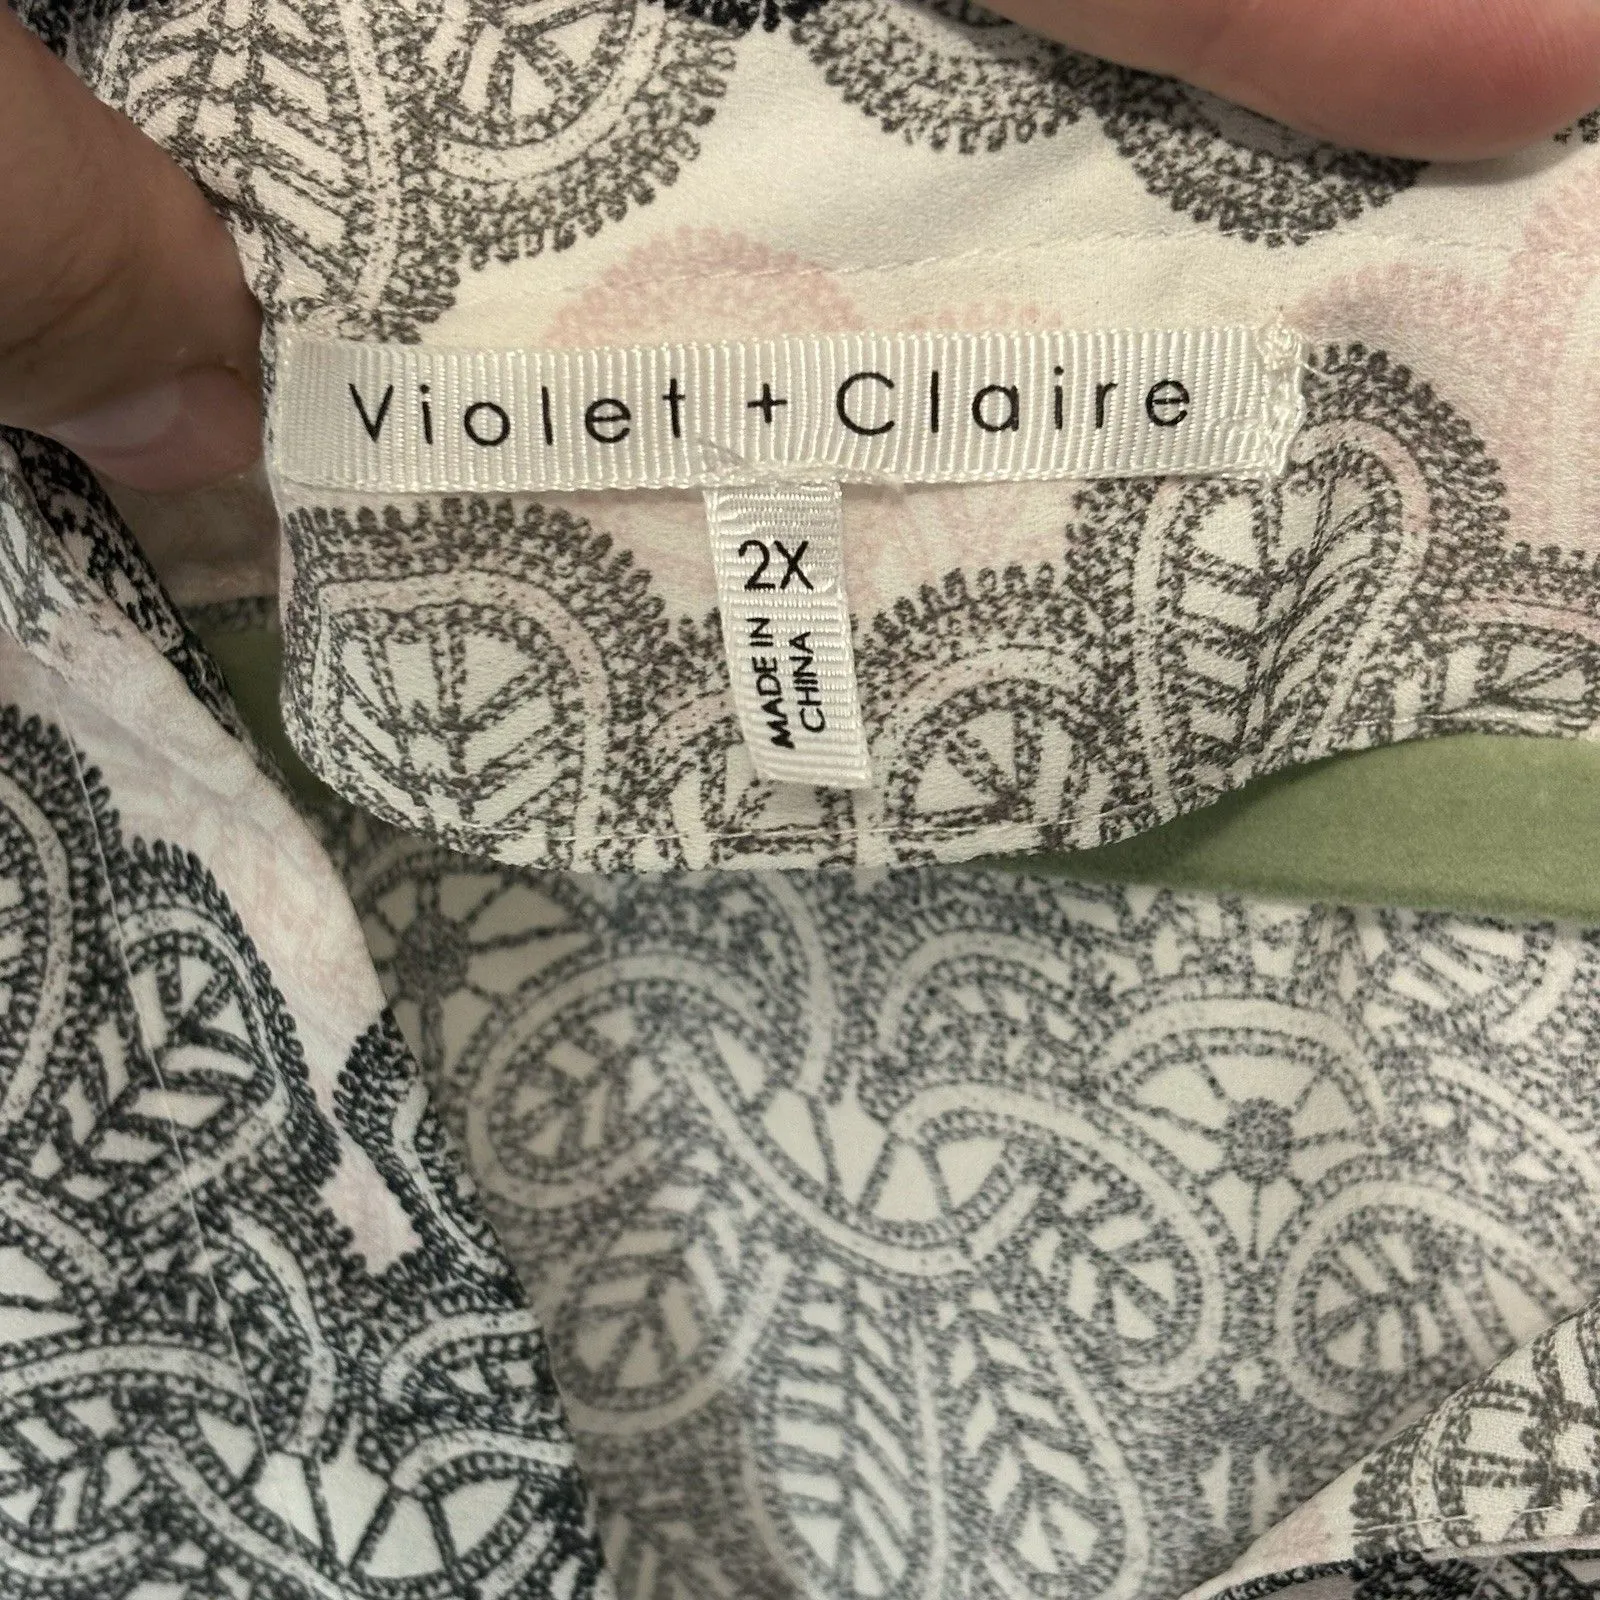 Violet + Claire
2X
MADE IN
CHINA